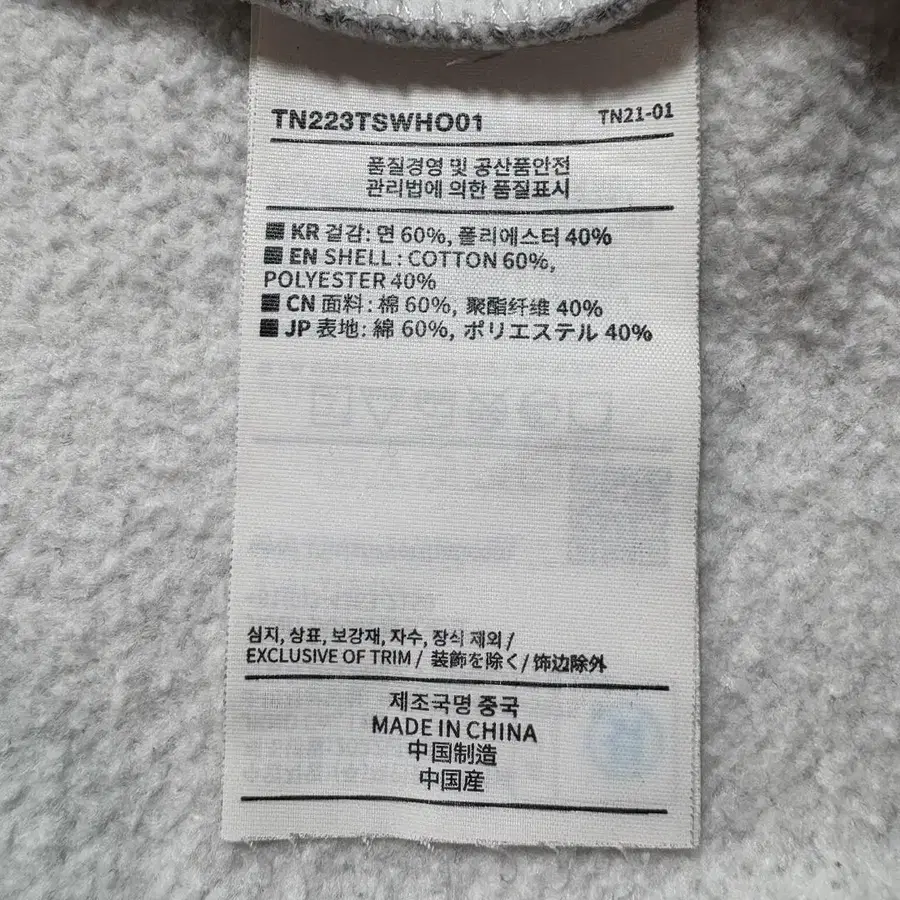 TN223TSWHO01
TN21-01
품질경영 및 공산품안전
관리법에 의한 품질표시
KR 겉감: 면 60%, 폴리에스터 40%
EN SHELL : COTTON 60%,
POLYESTER 40%
CN 面料: 棉 60%, 聚酯纤维 40%
JP 表地: 綿 60%, ポリエステル 40%
심지, 상표, 보강재, 자수, 장식 제외 /
EXCLUSIVE OF TRIM / 装飾を除く/ 饰边除外
제조국명 중국
MADE IN CHINA
中国制造
中国産